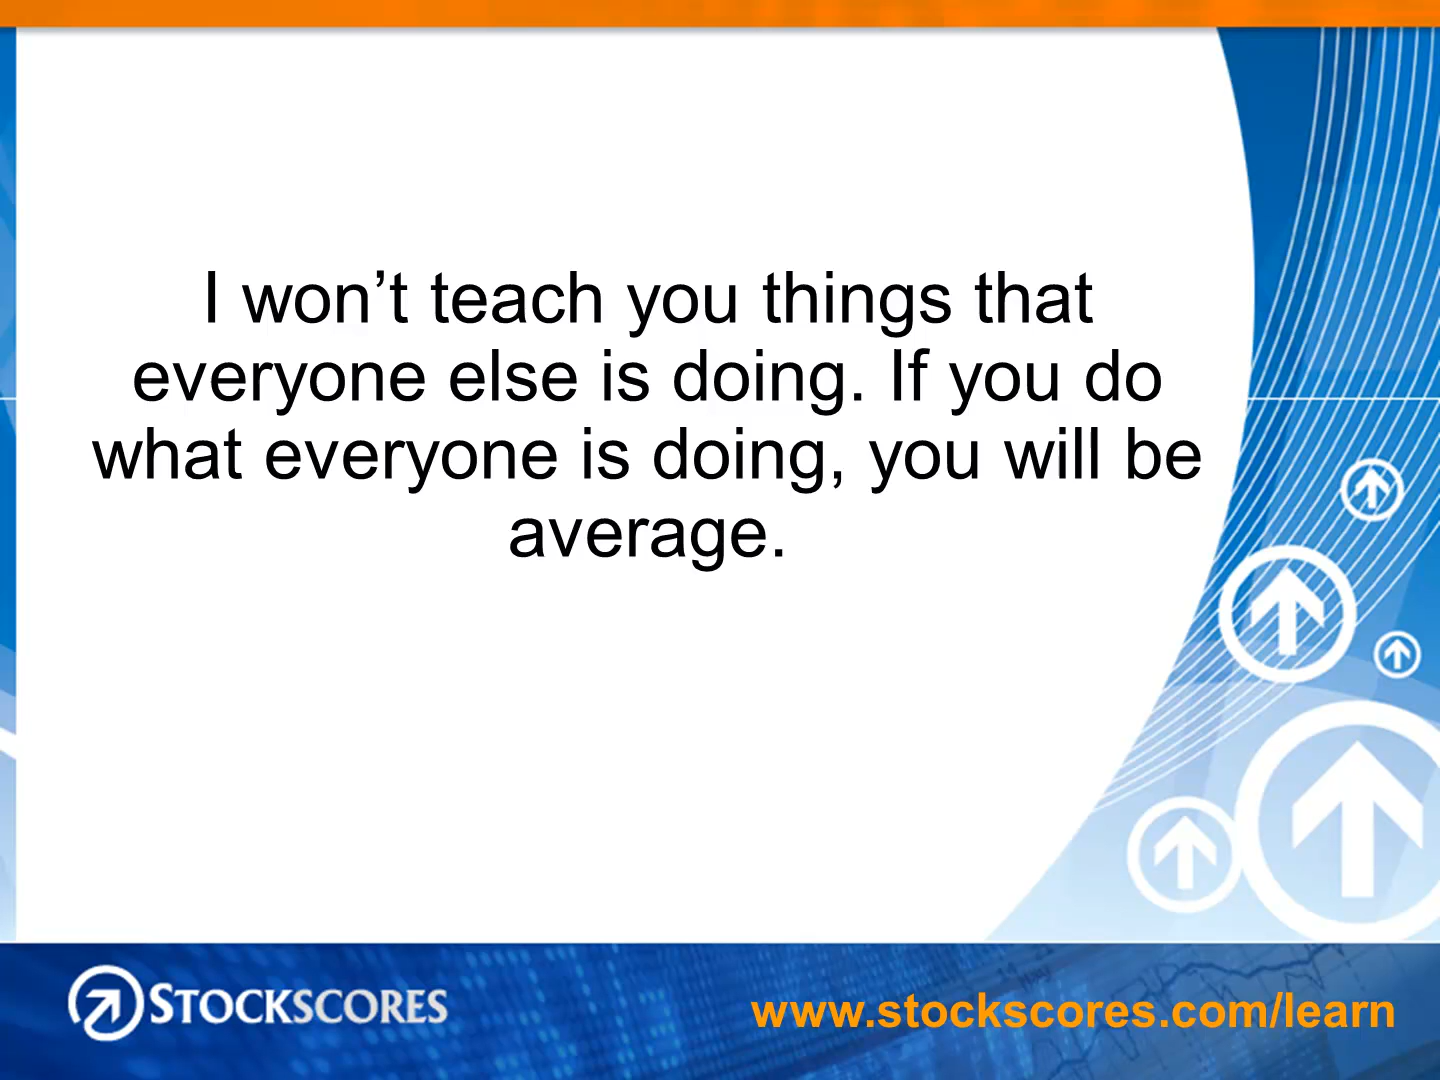 I won’t teach you things that
everyone else is doing. If you do
what everyone is doing, you will be
average.
STOCKSCORES
www.stockscores.com/learn